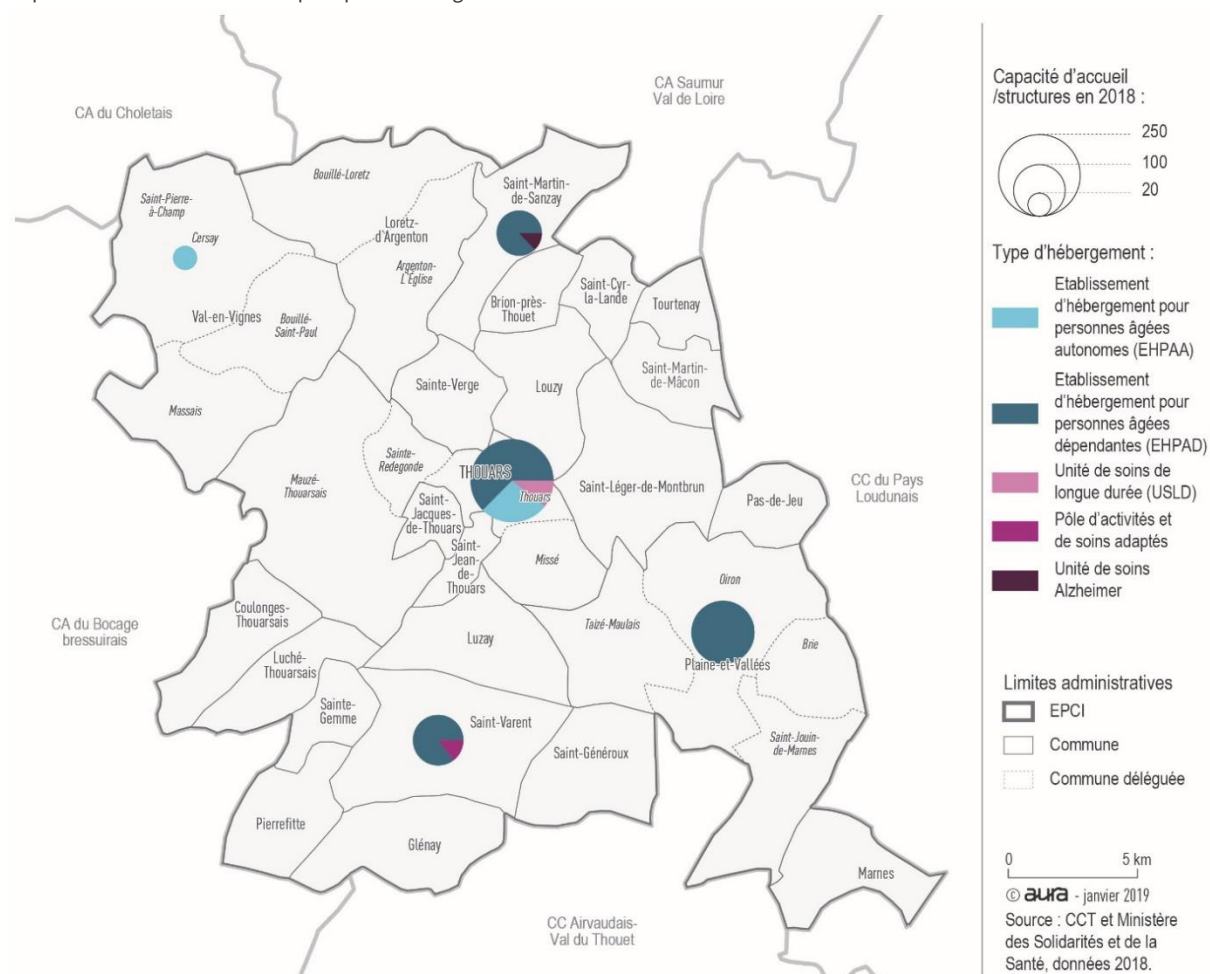 CA Saumur
Val de Loire
CA du Choletais
Bouillé-Loretz
Saint-Martin-
de-Sanzay
Saint-Pierre-
à-Champ
Cersay
Loretz-
d'Argenton
Argenton-
L'Église
Saint-Cyr-
la-Lande
Brion-près-
Thouet
Tourtenay
Val-en-Vignes
Bouillé-
Saint-Paul
Saint-Martin-
de-Mâcon
Sainte-Verge
Louzy
Massais
Sainte-
Redegonde
THOUARS
Thouars
Mauzé-
Thouarsais
Saint-Léger-de-Montbrun
CC du Pays
Loudunais
Pas-de-Jeu
Saint-
Jacques-
de-Thouars
Saint-
Jean-
de-
Thouars
Missé
Oiron
Coulonges-
Thouarsais
CA du Bocage
bressuirais
Luzay
Taizé-Maulais
Brie
Luché-
Thouarsais
Plaine-et-Vallées
Sainte-
Gemme
Saint-Varent
Saint-Généroux
Saint-Jouin-
de-Marnes
Pierrefitte
Glénay
Marnes
CC Airvaudais-
Val du Thouet
Capacité d'accueil
/structures en 2018 :
250
100
20
Type d'hébergement :
Etablissement
d'hébergement pour
personnes âgées
autonomes (EHPAA)
Etablissement
d'hébergement pour
personnes âgées
dépendantes (EHPAD)
Unité de soins de
longue durée (USLD)
Pôle d'activités et
de soins adaptés
Unité de soins
Alzheimer
Limites administratives
EPCI
Commune
Commune déléguée
0 5 km
© aura - janvier 2019
Source : CCT et Ministère
des Solidarités et de la
Santé, données 2018.